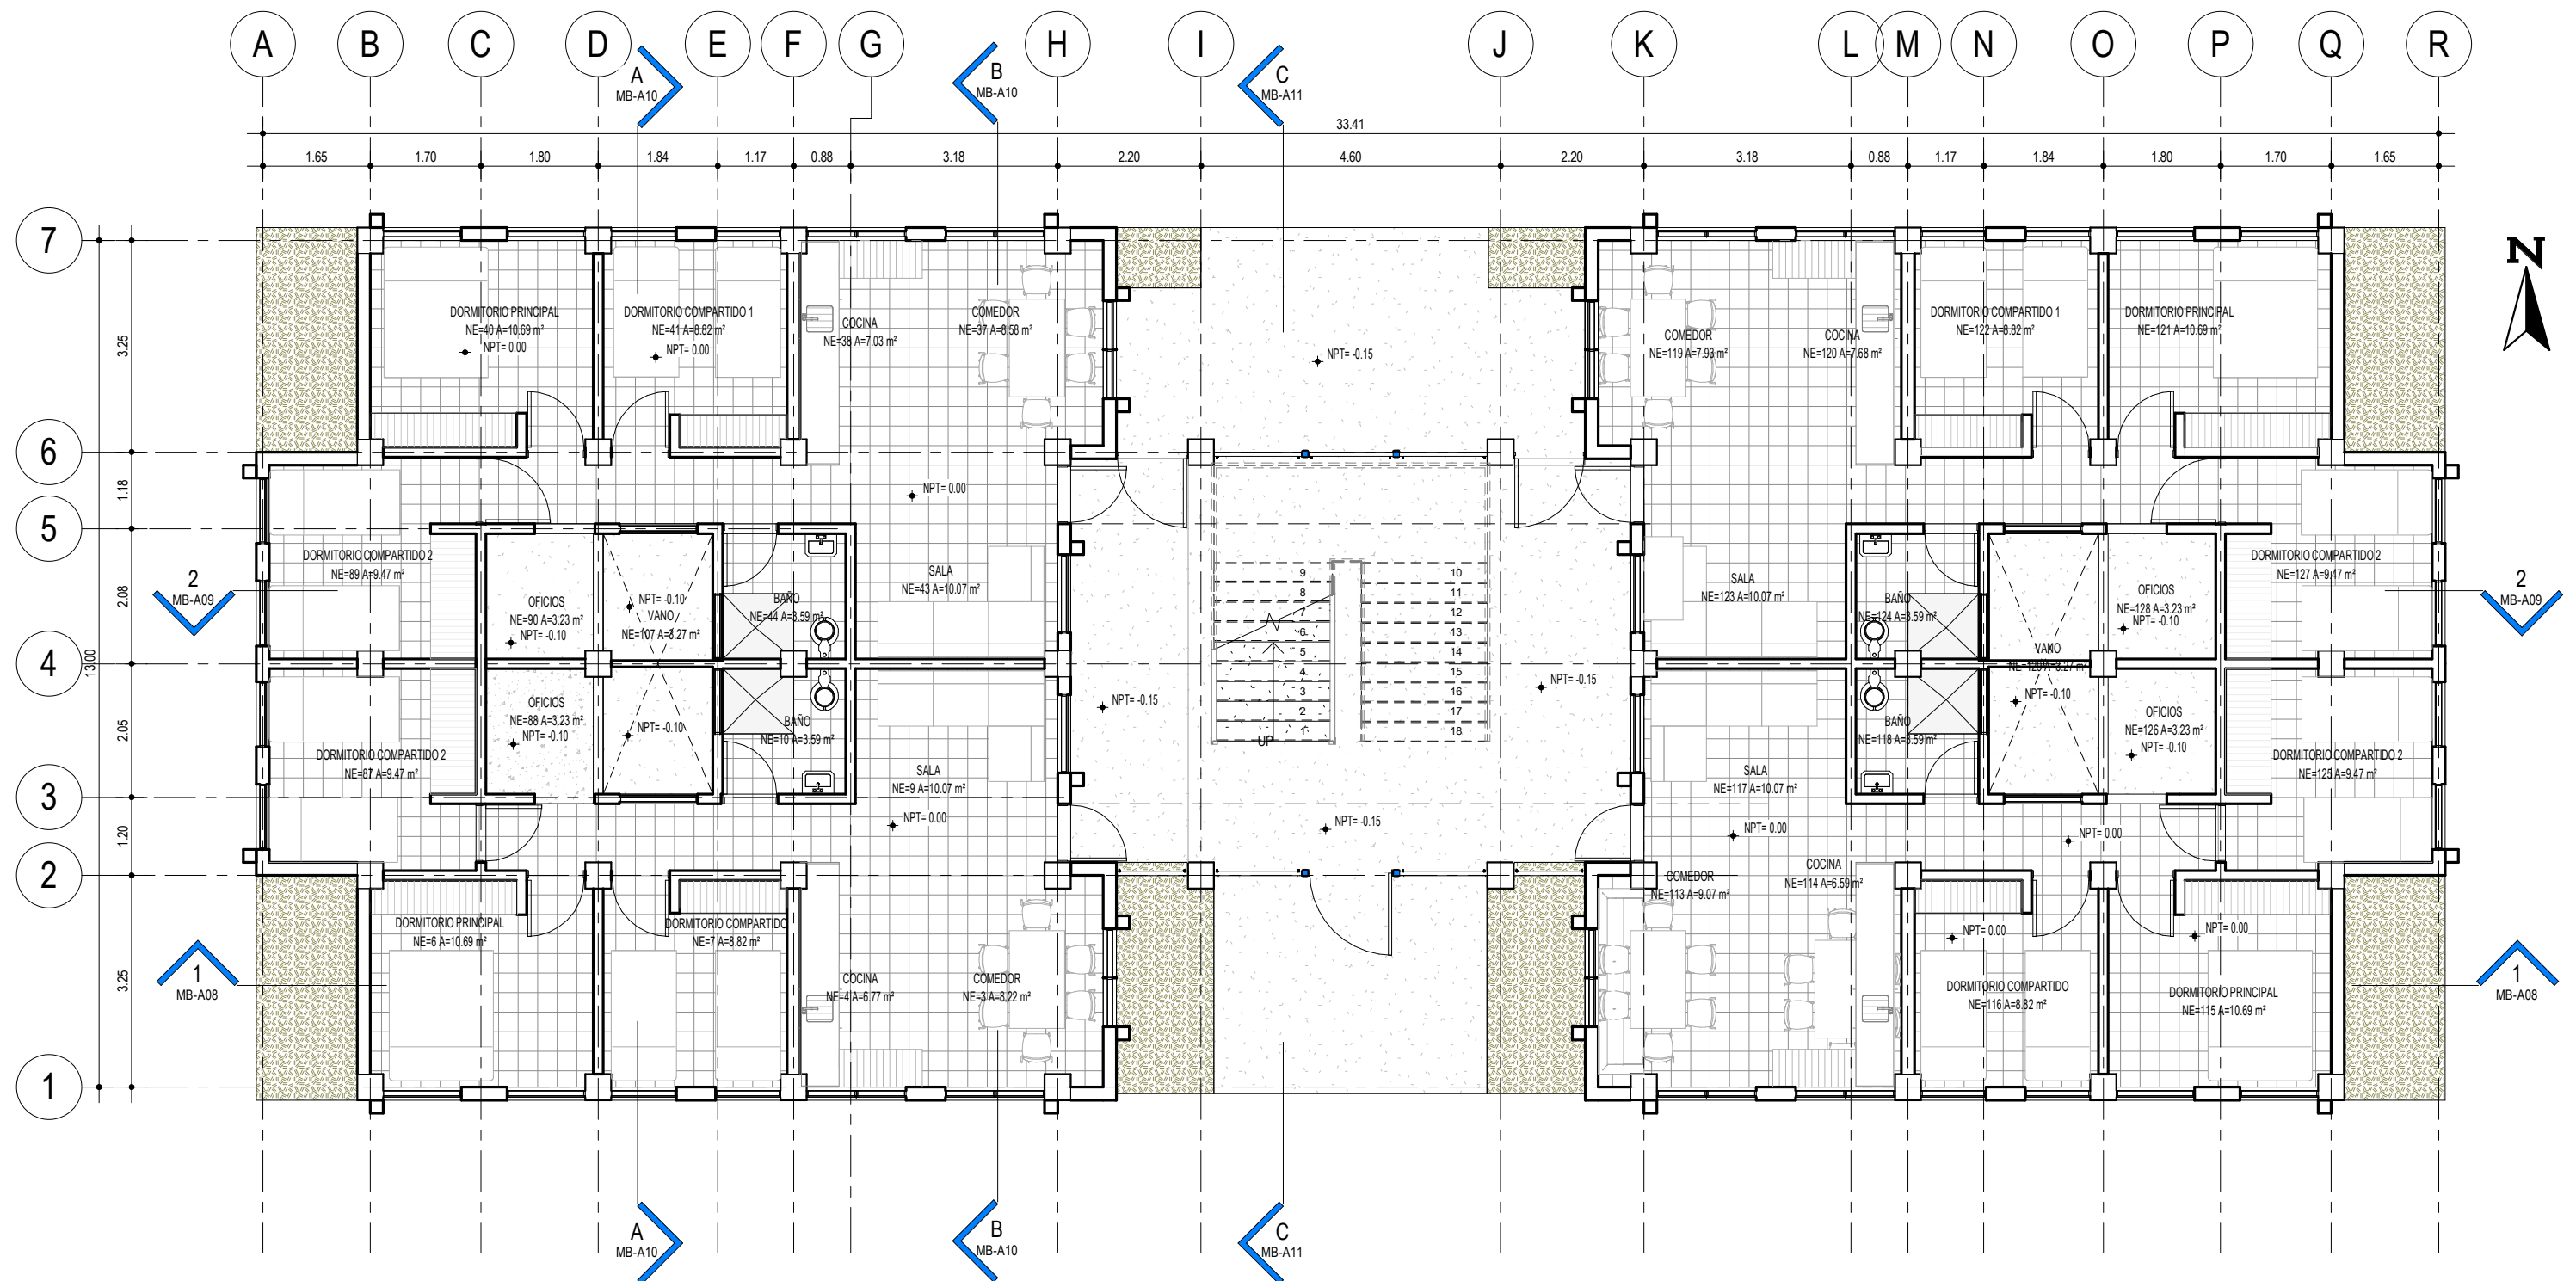 A B C D E F G H I J K L M N O P Q R
A
MB-A10
B
MB-A10
C
MB-A11
33.41
1.65 1.70 1.80 1.84 1.17 0.88 3.18 2.20 4.60 2.20 3.18 0.88 1.17 1.84 1.80 1.70 1.65
7
6
5
4
3
2
1
3.25
1.18
2.08
2.05
1.20
3.25
13.00
N
DORMITORIO PRINCIPAL
NE=40 A=10.69 m²
NPT= 0.00
DORMITORIO COMPARTIDO 1
NE=41 A=8.82 m²
NPT= 0.00
COCINA
NE=38 A=7.03 m²
COMEDOR
NE=37 A=8.58 m²
NPT= -0.15
COMEDOR
NE=119 A=7.93 m²
COCINA
NE=120 A=7.68 m²
DORMITORIO COMPARTIDO 1
NE=122 A=8.82 m²
DORMITORIO PRINCIPAL
NE=121 A=10.69 m²
NPT= 0.00
2
MB-A09
DORMITORIO COMPARTIDO 2
NE=89 A=9.47 m²
OFICIOS
NE=90 A=3.23 m²
NPT= -0.10
NPT= -0.10
VANO
NE=107 A=3.27 m²
BAÑO
NE=44 A=3.59 m²
SALA
NE=43 A=10.07 m²
9
8
7
6
5
4
3
2
1
UP
10
11
12
13
14
15
16
17
18
SALA
NE=123 A=10.07 m²
BAÑO
NE=124 A=3.59 m²
VANO
NPT= -0.10
OFICIOS
NE=128 A=3.23 m²
NPT= -0.10
DORMITORIO COMPARTIDO 2
NE=127 A=9.47 m²
2
MB-A09
DORMITORIO COMPARTIDO 2
NE=87 A=9.47 m²
OFICIOS
NE=88 A=3.23 m²
NPT= -0.10
NPT= -0.10
BAÑO
NE=10 A=3.59 m²
SALA
NE=9 A=10.07 m²
NPT= 0.00
NPT= -0.15
NPT= -0.15
NPT= -0.15
SALA
NE=117 A=10.07 m²
NPT= 0.00
BAÑO
NE=118 A=3.59 m²
OFICIOS
NE=126 A=3.23 m²
NPT= -0.10
DORMITORIO COMPARTIDO 2
NE=125 A=9.47 m²
NPT= 0.00
1
MB-A08
DORMITORIO PRINCIPAL
NE=6 A=10.69 m²
DORMITORIO COMPARTIDO
NE=7 A=8.82 m²
COCINA
NE=4 A=6.77 m²
COMEDOR
NE=3 A=8.22 m²
COMEDOR
NE=113 A=9.07 m²
COCINA
NE=114 A=6.59 m²
NPT= 0.00
DORMITORIO COMPARTIDO
NE=116 A=8.82 m²
NPT= 0.00
DORMITORIO PRINCIPAL
NE=115 A=10.69 m²
1
MB-A08
A
MB-A10
B
MB-A10
C
MB-A11